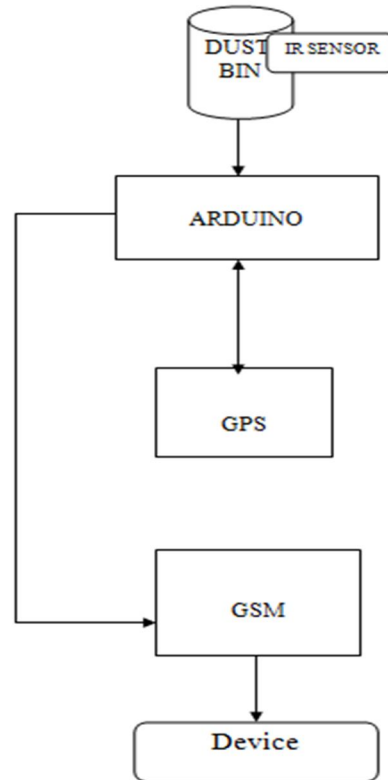 DUST
BIN
IR SENSOR
ARDUINO
GPS
GSM
Device